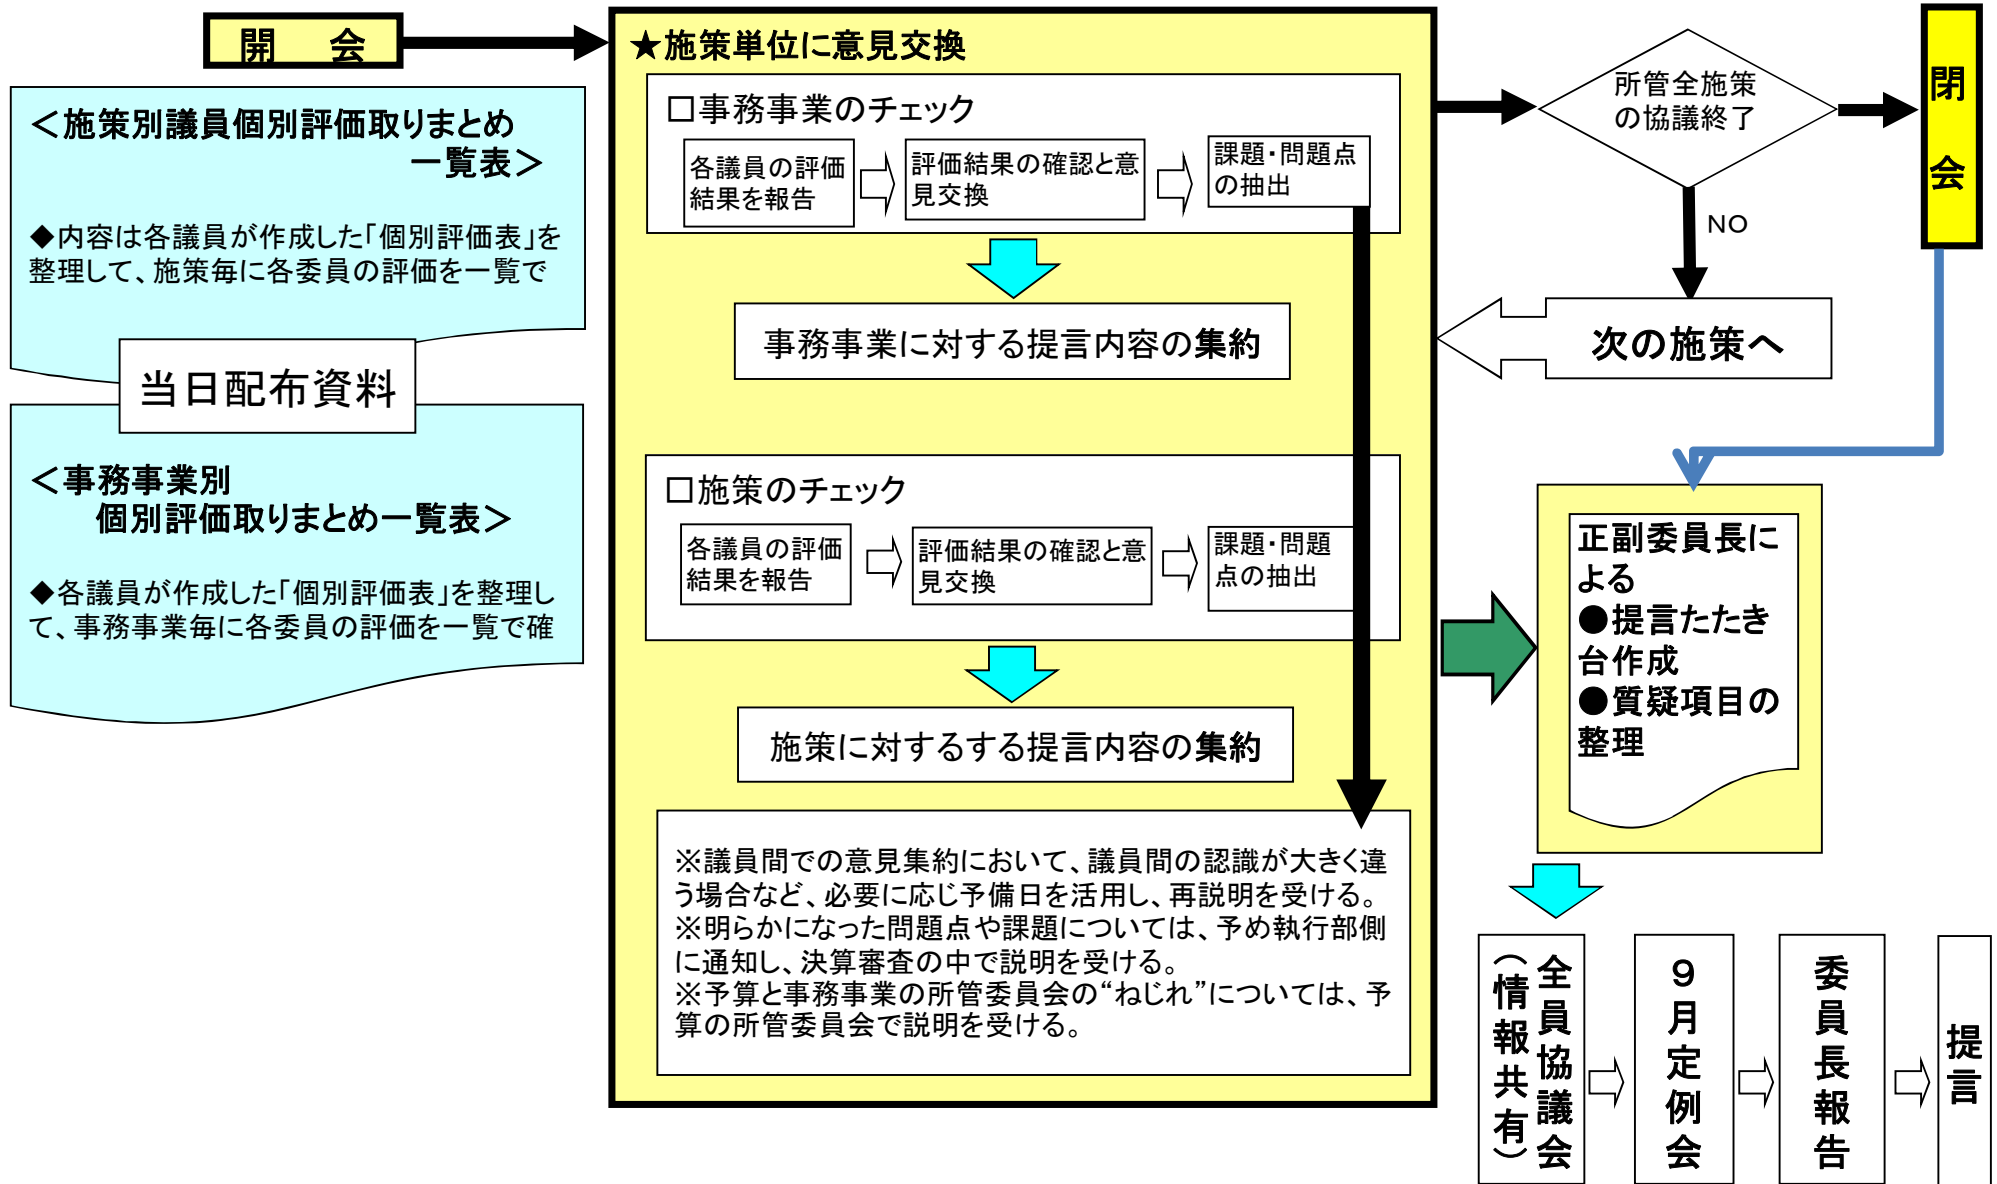 開　会
＜施策別議員個別評価取りまとめ
一覧表＞
◆内容は各議員が作成した「個別評価表」を
整理して、施策毎に各委員の評価を一覧で
当日配布資料
＜事務事業別
個別評価取りまとめ一覧表＞
◆各議員が作成した「個別評価表」を整理し
て、事務事業毎に各委員の評価を一覧で確
★施策単位に意見交換
□事務事業のチェック
各議員の評価
結果を報告
評価結果の確認と意
見交換
課題・問題点
の抽出
事務事業に対する提言内容の集約
□施策のチェック
各議員の評価
結果を報告
評価結果の確認と意
見交換
課題・問題
点の抽出
施策に対するする提言内容の集約
※議員間での意見集約において、議員間の認識が大きく違
う場合など、必要に応じ予備日を活用し、再説明を受ける。
※明らかになった問題点や課題については、予め執行部側
に通知し、決算審査の中で説明を受ける。
※予算と事務事業の所管委員会の“ねじれ”については、予
算の所管委員会で説明を受ける。
所管全施策
の協議終了
NO
次の施策へ
閉会
正副委員長に
よる
●提言たたき
台作成
●質疑項目の
整理
全員協議会
（情報共有）
９月定例会
委員長報告
提言